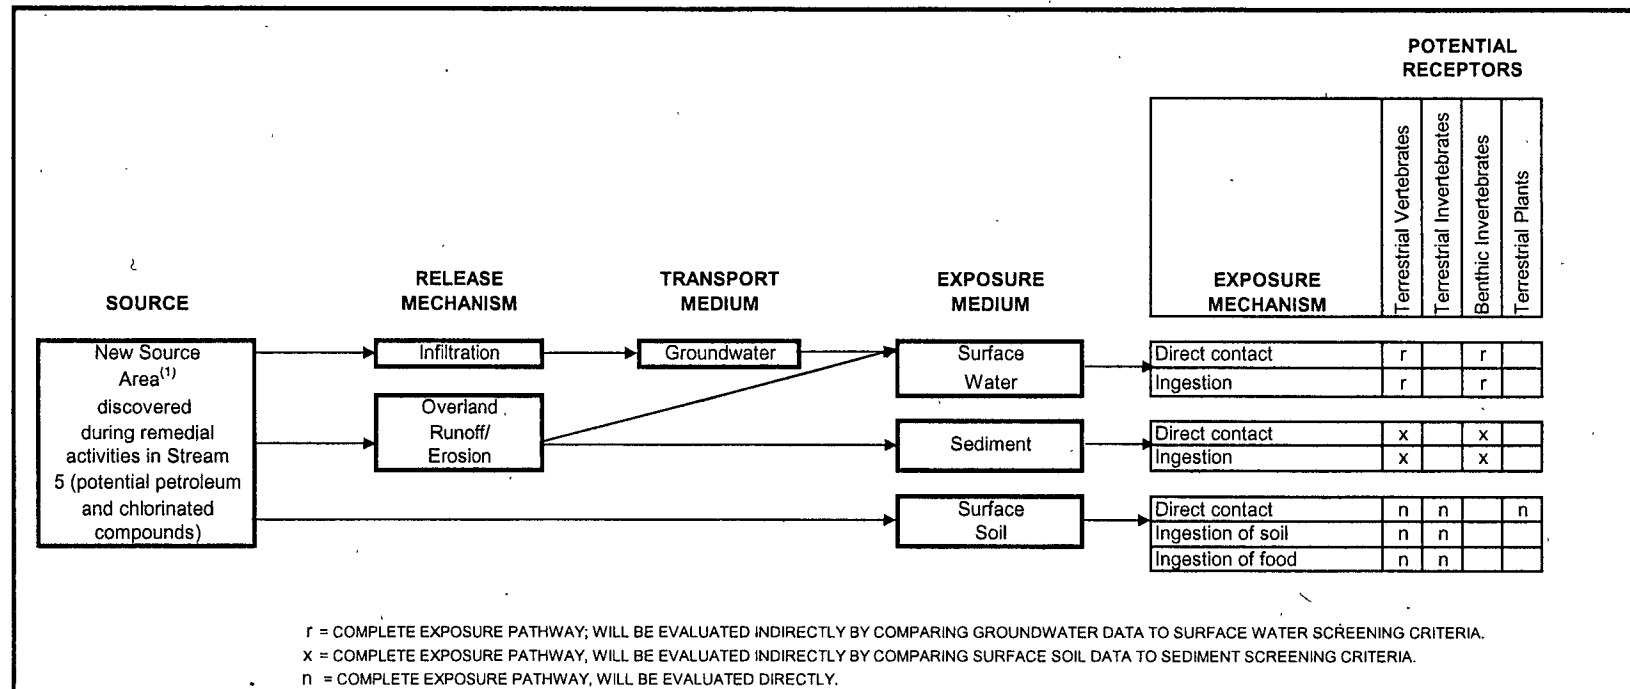 POTENTIAL
RECEPTORS
Terrestrial Vertebrates
Terrestrial Invertebrates
Benthic Invertebrates
Terrestrial Plants
SOURCE
RELEASE
MECHANISM
TRANSPORT
MEDIUM
EXPOSURE
MEDIUM
EXPOSURE
MECHANISM
New Source
Area(1)
discovered
during remedial
activities in Stream
5 (potential petroleum
and chlorinated
compounds)
Infiltration
Groundwater
Overland
Runoff/
Erosion
Surface
Water
Sediment
Surface
Soil
Direct contact r r
Ingestion r r
Direct contact x x
Ingestion x x
Direct contact n n n
Ingestion of soil n n
Ingestion of food n n
r = COMPLETE EXPOSURE PATHWAY; WILL BE EVALUATED INDIRECTLY BY COMPARING GROUNDWATER DATA TO SURFACE WATER SCREENING CRITERIA.
x = COMPLETE EXPOSURE PATHWAY, WILL BE EVALUATED INDIRECTLY BY COMPARING SURFACE SOIL DATA TO SEDIMENT SCREENING CRITERIA.
n = COMPLETE EXPOSURE PATHWAY, WILL BE EVALUATED DIRECTLY.